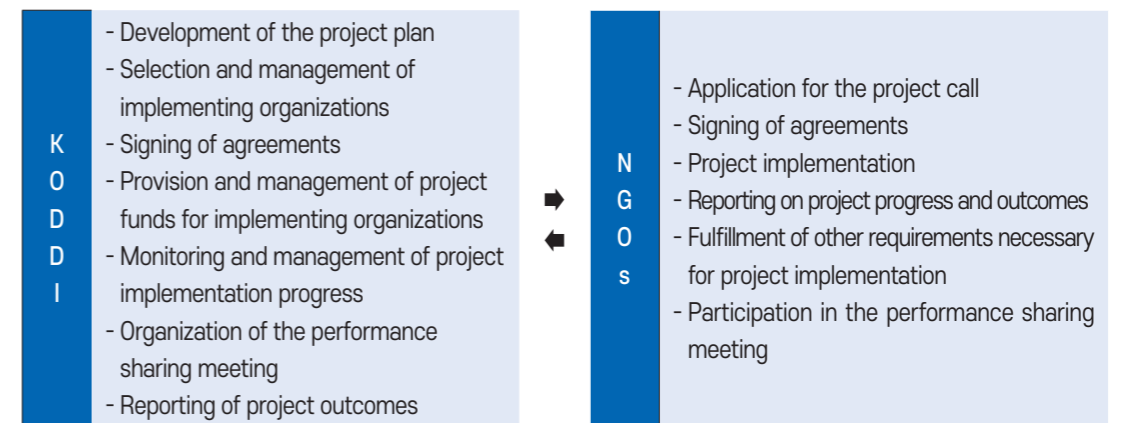 KODDI
- Development of the project plan
- Selection and management of
implementing organizations
- Signing of agreements
- Provision and management of project
funds for implementing organizations
- Monitoring and management of project
implementation progress
- Organization of the performance
sharing meeting
- Reporting of project outcomes
NGOs
- Application for the project call
- Signing of agreements
- Project implementation
- Reporting on project progress and outcomes
- Fulfillment of other requirements necessary
for project implementation
- Participation in the performance sharing
meeting